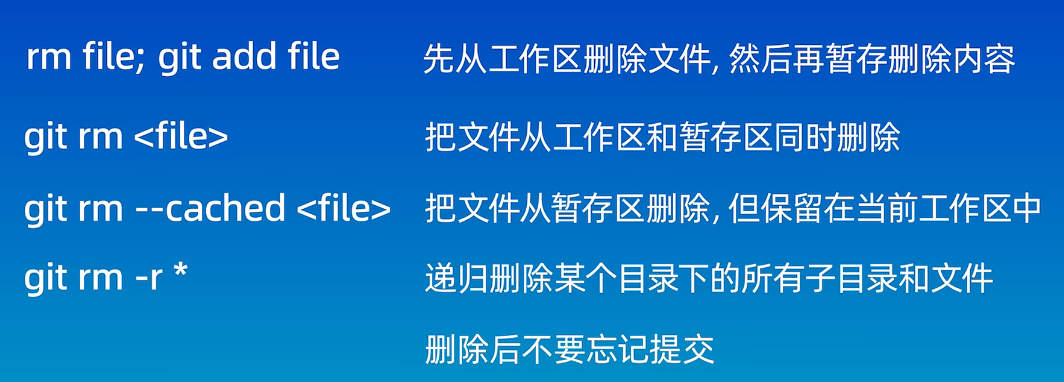 rm file; git add file 先从工作区删除文件, 然后再暂存删除内容
git rm <file> 把文件从工作区和暂存区同时删除
git rm --cached <file> 把文件从暂存区删除, 但保留在当前工作区中
git rm -r * 递归删除某个目录下的所有子目录和文件
删除后不要忘记提交